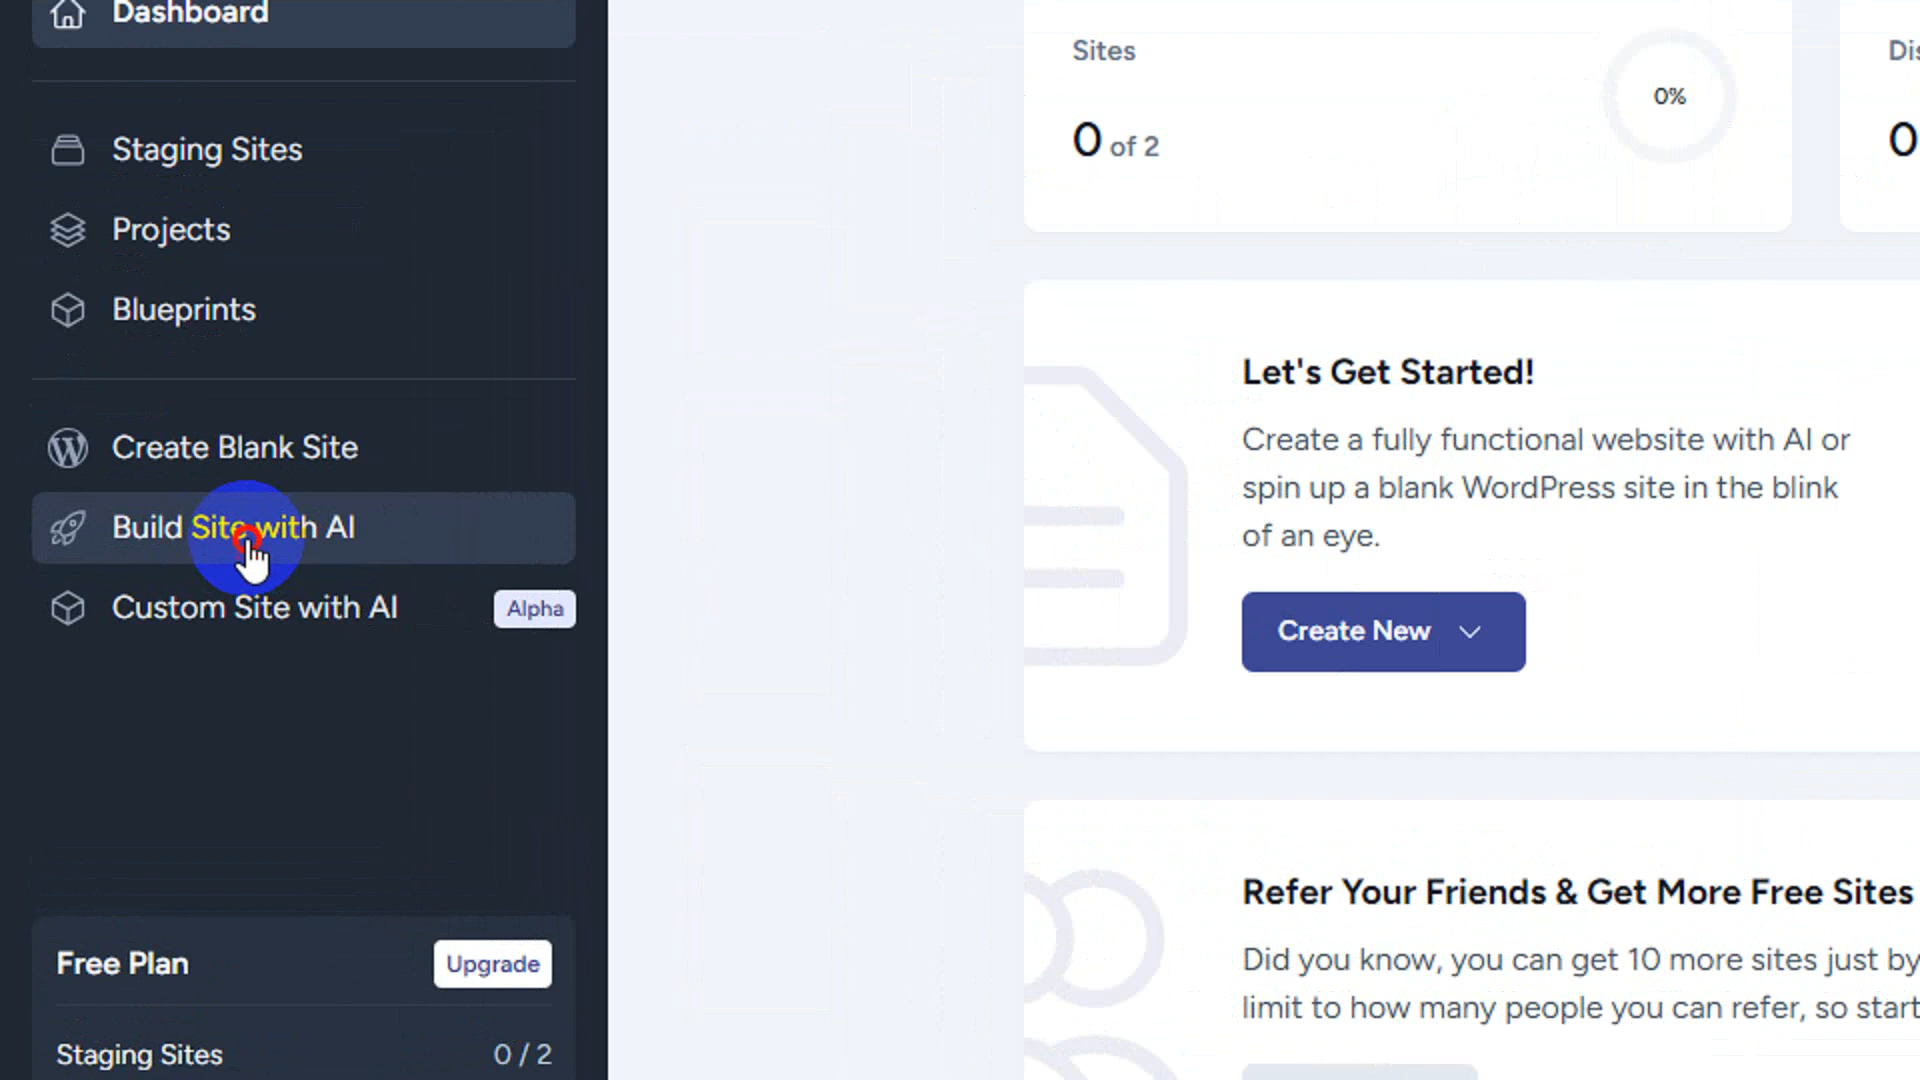 Dashboard
Staging Sites
Projects
Blueprints
Create Blank Site
Build Site with AI
Custom Site with AI
Alpha
Free Plan
Upgrade
Staging Sites
0 / 2
Sites
0 of 2
0%
0
Let's Get Started!
Create a fully functional website with AI or
spin up a blank WordPress site in the blink
of an eye.
Create New
Refer Your Friends & Get More Free Sites
Did you know, you can get 10 more sites just by
limit to how many people you can refer, so start